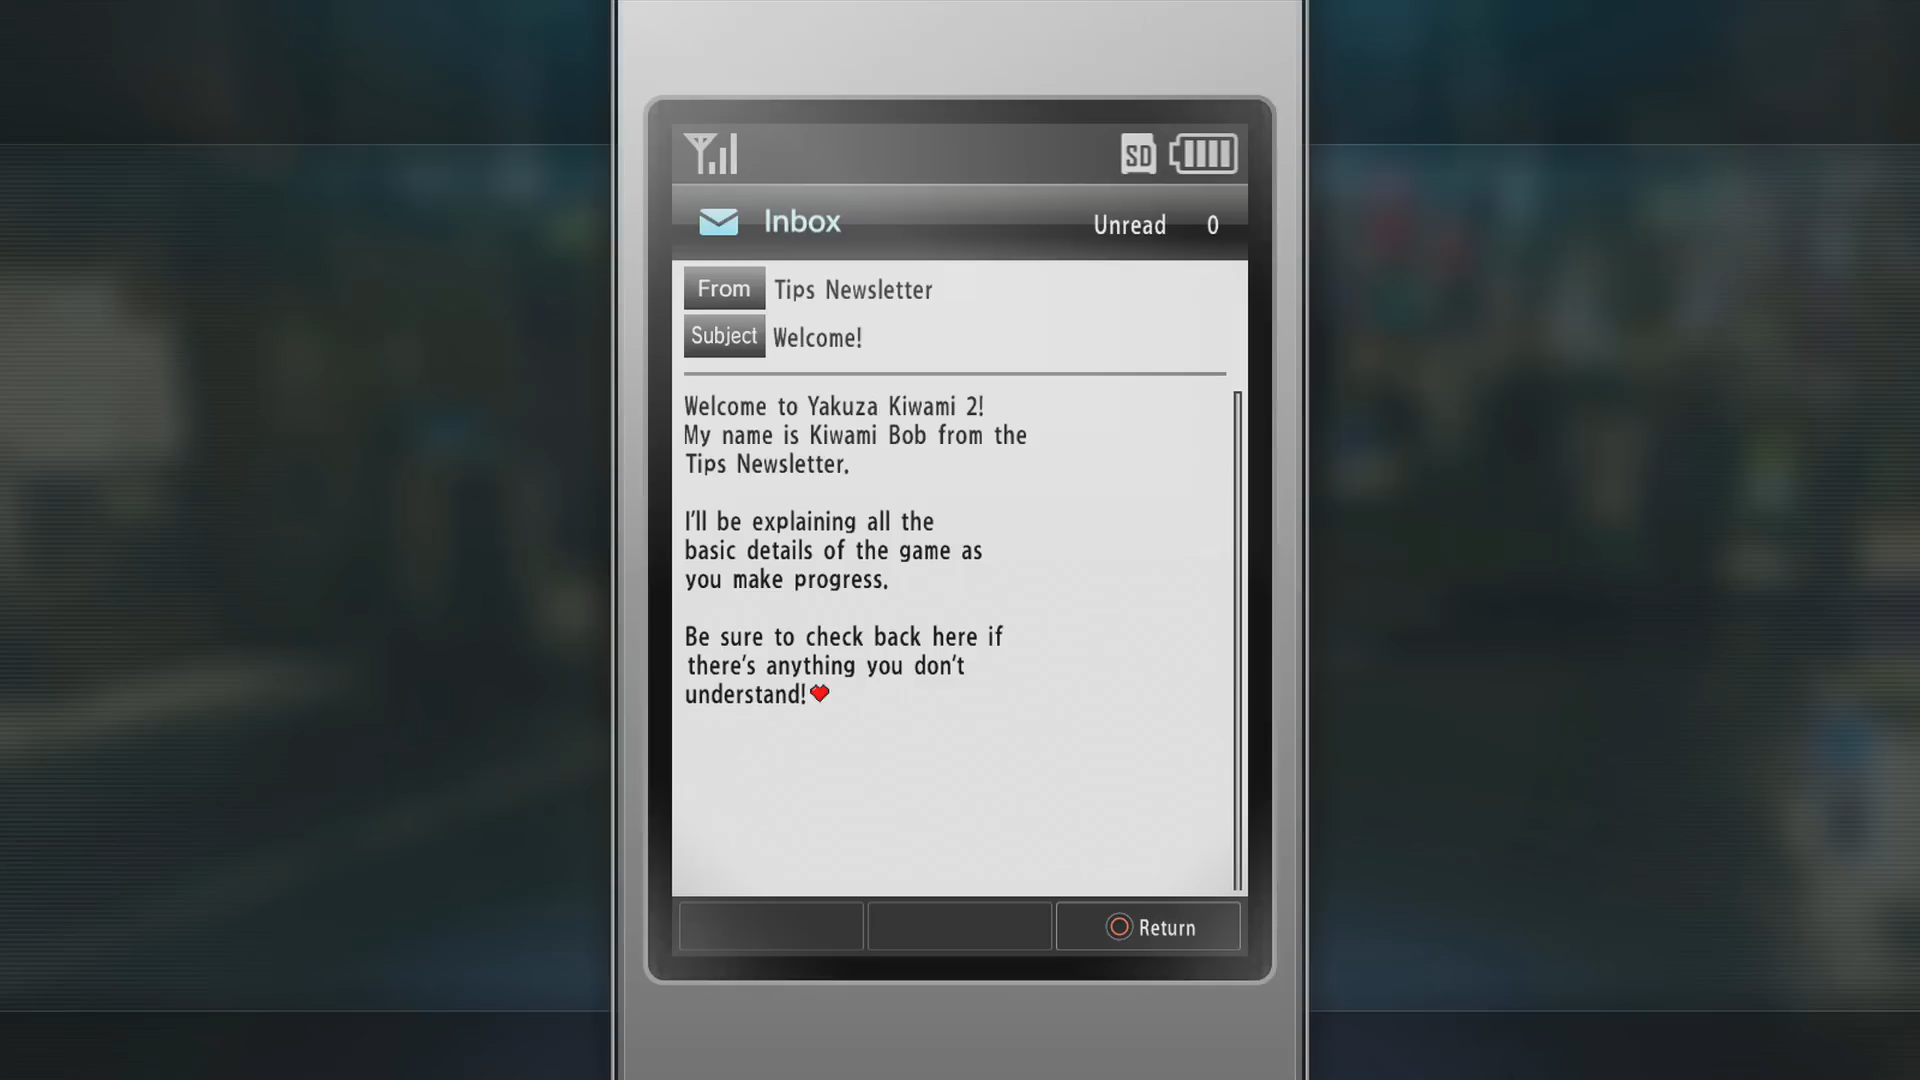 SD
Inbox Unread 0
From Tips Newsletter
Subject Welcome!
Welcome to Yakuza Kiwami 2!
My name is Kiwami Bob from the
Tips Newsletter.
I'll be explaining all the
basic details of the game as
you make progress.
Be sure to check back here if
there's anything you don't
understand!
Return